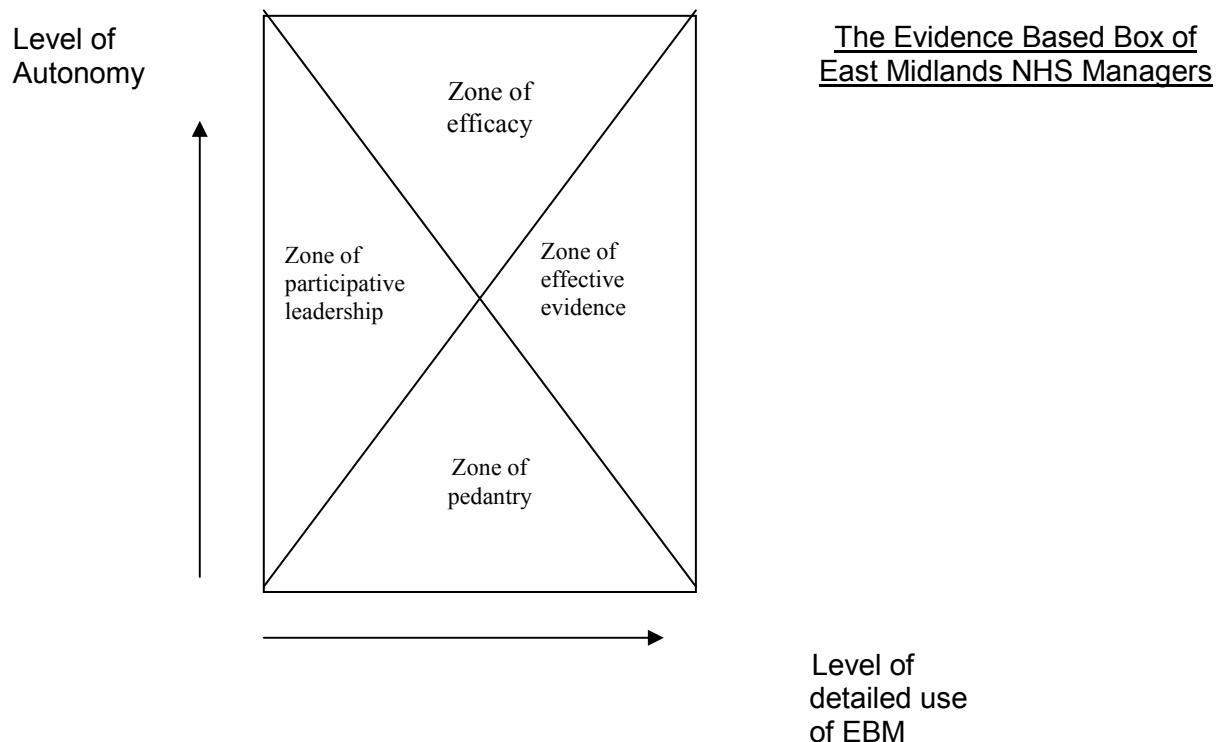 Level of
Autonomy
The Evidence Based Box of
East Midlands NHS Managers
Zone of
efficacy
Zone of
participative
leadership
Zone of
effective
evidence
Zone of
pedantry
Level of
detailed use
of EBM